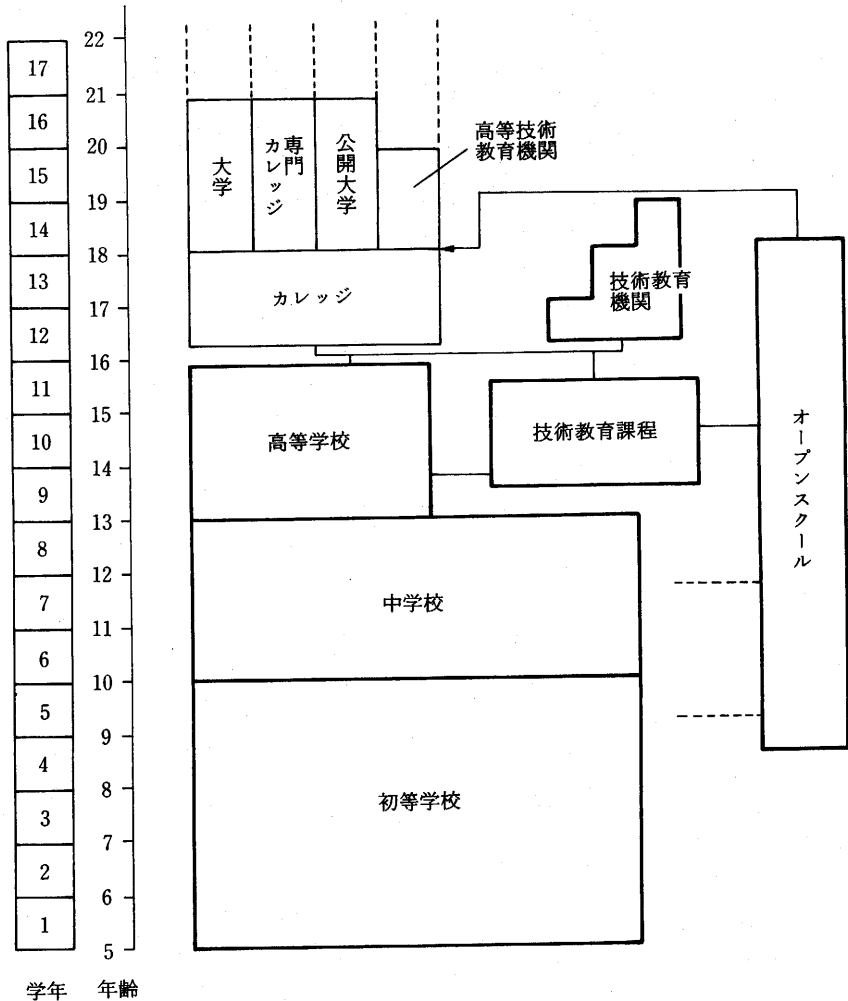 17
16
15
14
13
12
11
10
9
8
7
6
5
4
3
2
1
学年
22
21
20
19
18
17
16
15
14
13
12
11
10
9
8
7
6
5
年齢
大学
専門
カレッジ
公開大学
高等技術
教育機関
カレッジ
技術教育
機関
高等学校
技術教育課程
オープンスクール
中学校
初等学校